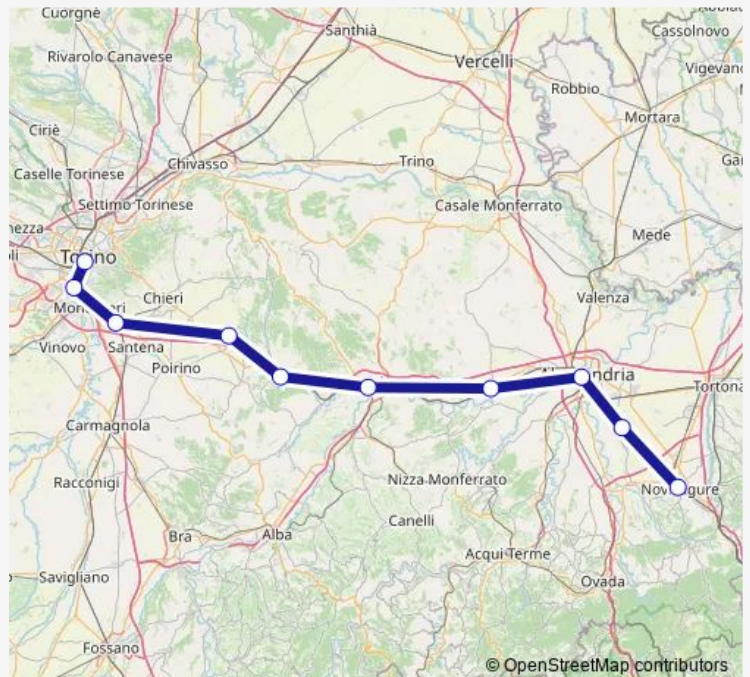 Cuorgnè
Santhià
Cassolnovo
Rivarolo Canavese
Vercelli
Vigevan
Robbio
Mortara
Ciriè
Chivasso
Trino
Caselle Torinese
Settimo Torinese
Casale Monferrato
Mede
Chieri
Valenza
Vinovo
Santena
Poirino
Tortona
Carmagnola
Racconigi
Nizza Monferrato
Canelli
Bra
Alba
Acqui Terme
Savigliano
Ovada
Fossano
© OpenStreetMap contributors